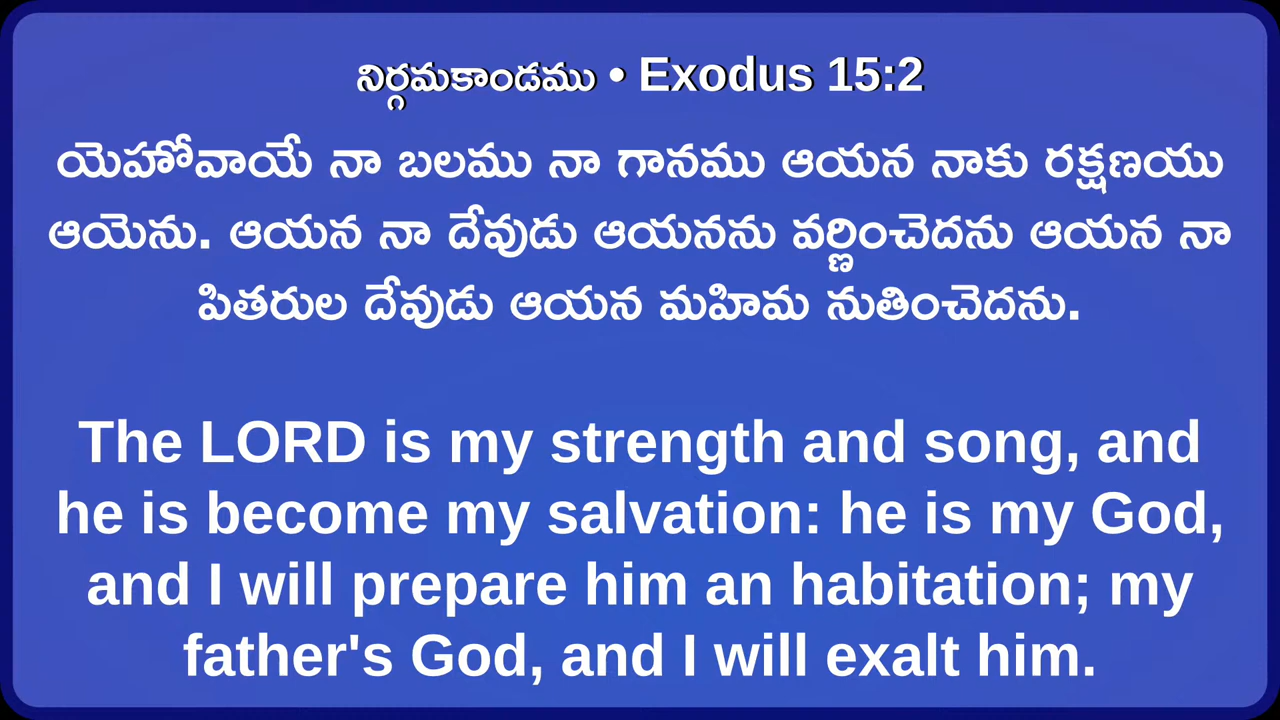 నిర్గమకాండము • Exodus 15:2
యెహోవాయే నా బలము నా గానము ఆయన నాకు రక్షణయు
ఆయెను. ఆయన నా దేవుడు ఆయనను వర్ణించెదను ఆయన నా
పితరుల దేవుడు ఆయన మహిమ నుతించెదను.
The LORD is my strength and song, and
he is become my salvation: he is my God,
and I will prepare him an habitation; my
father's God, and I will exalt him.